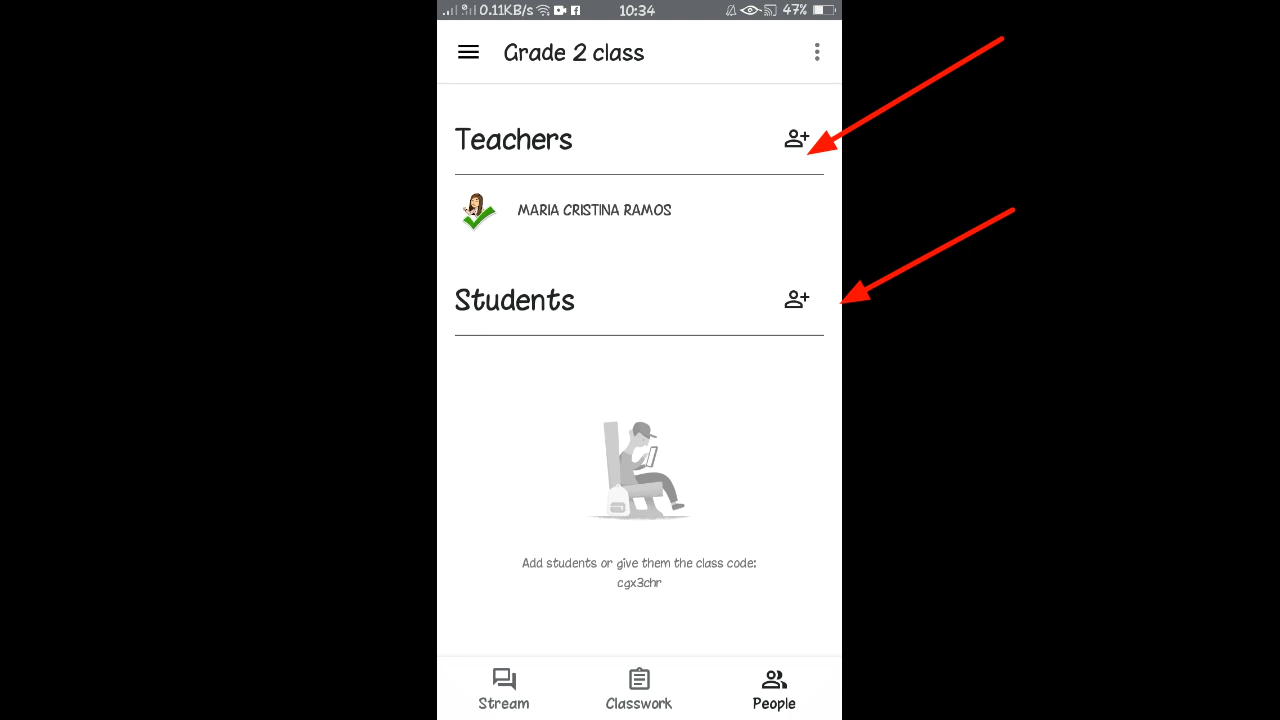 0.11KB/s 10:34 47%
Grade 2 class
Teachers
MARIA CRISTINA RAMOS
Students
Add students or give them the class code:
cgx3chr
Stream Classwork People